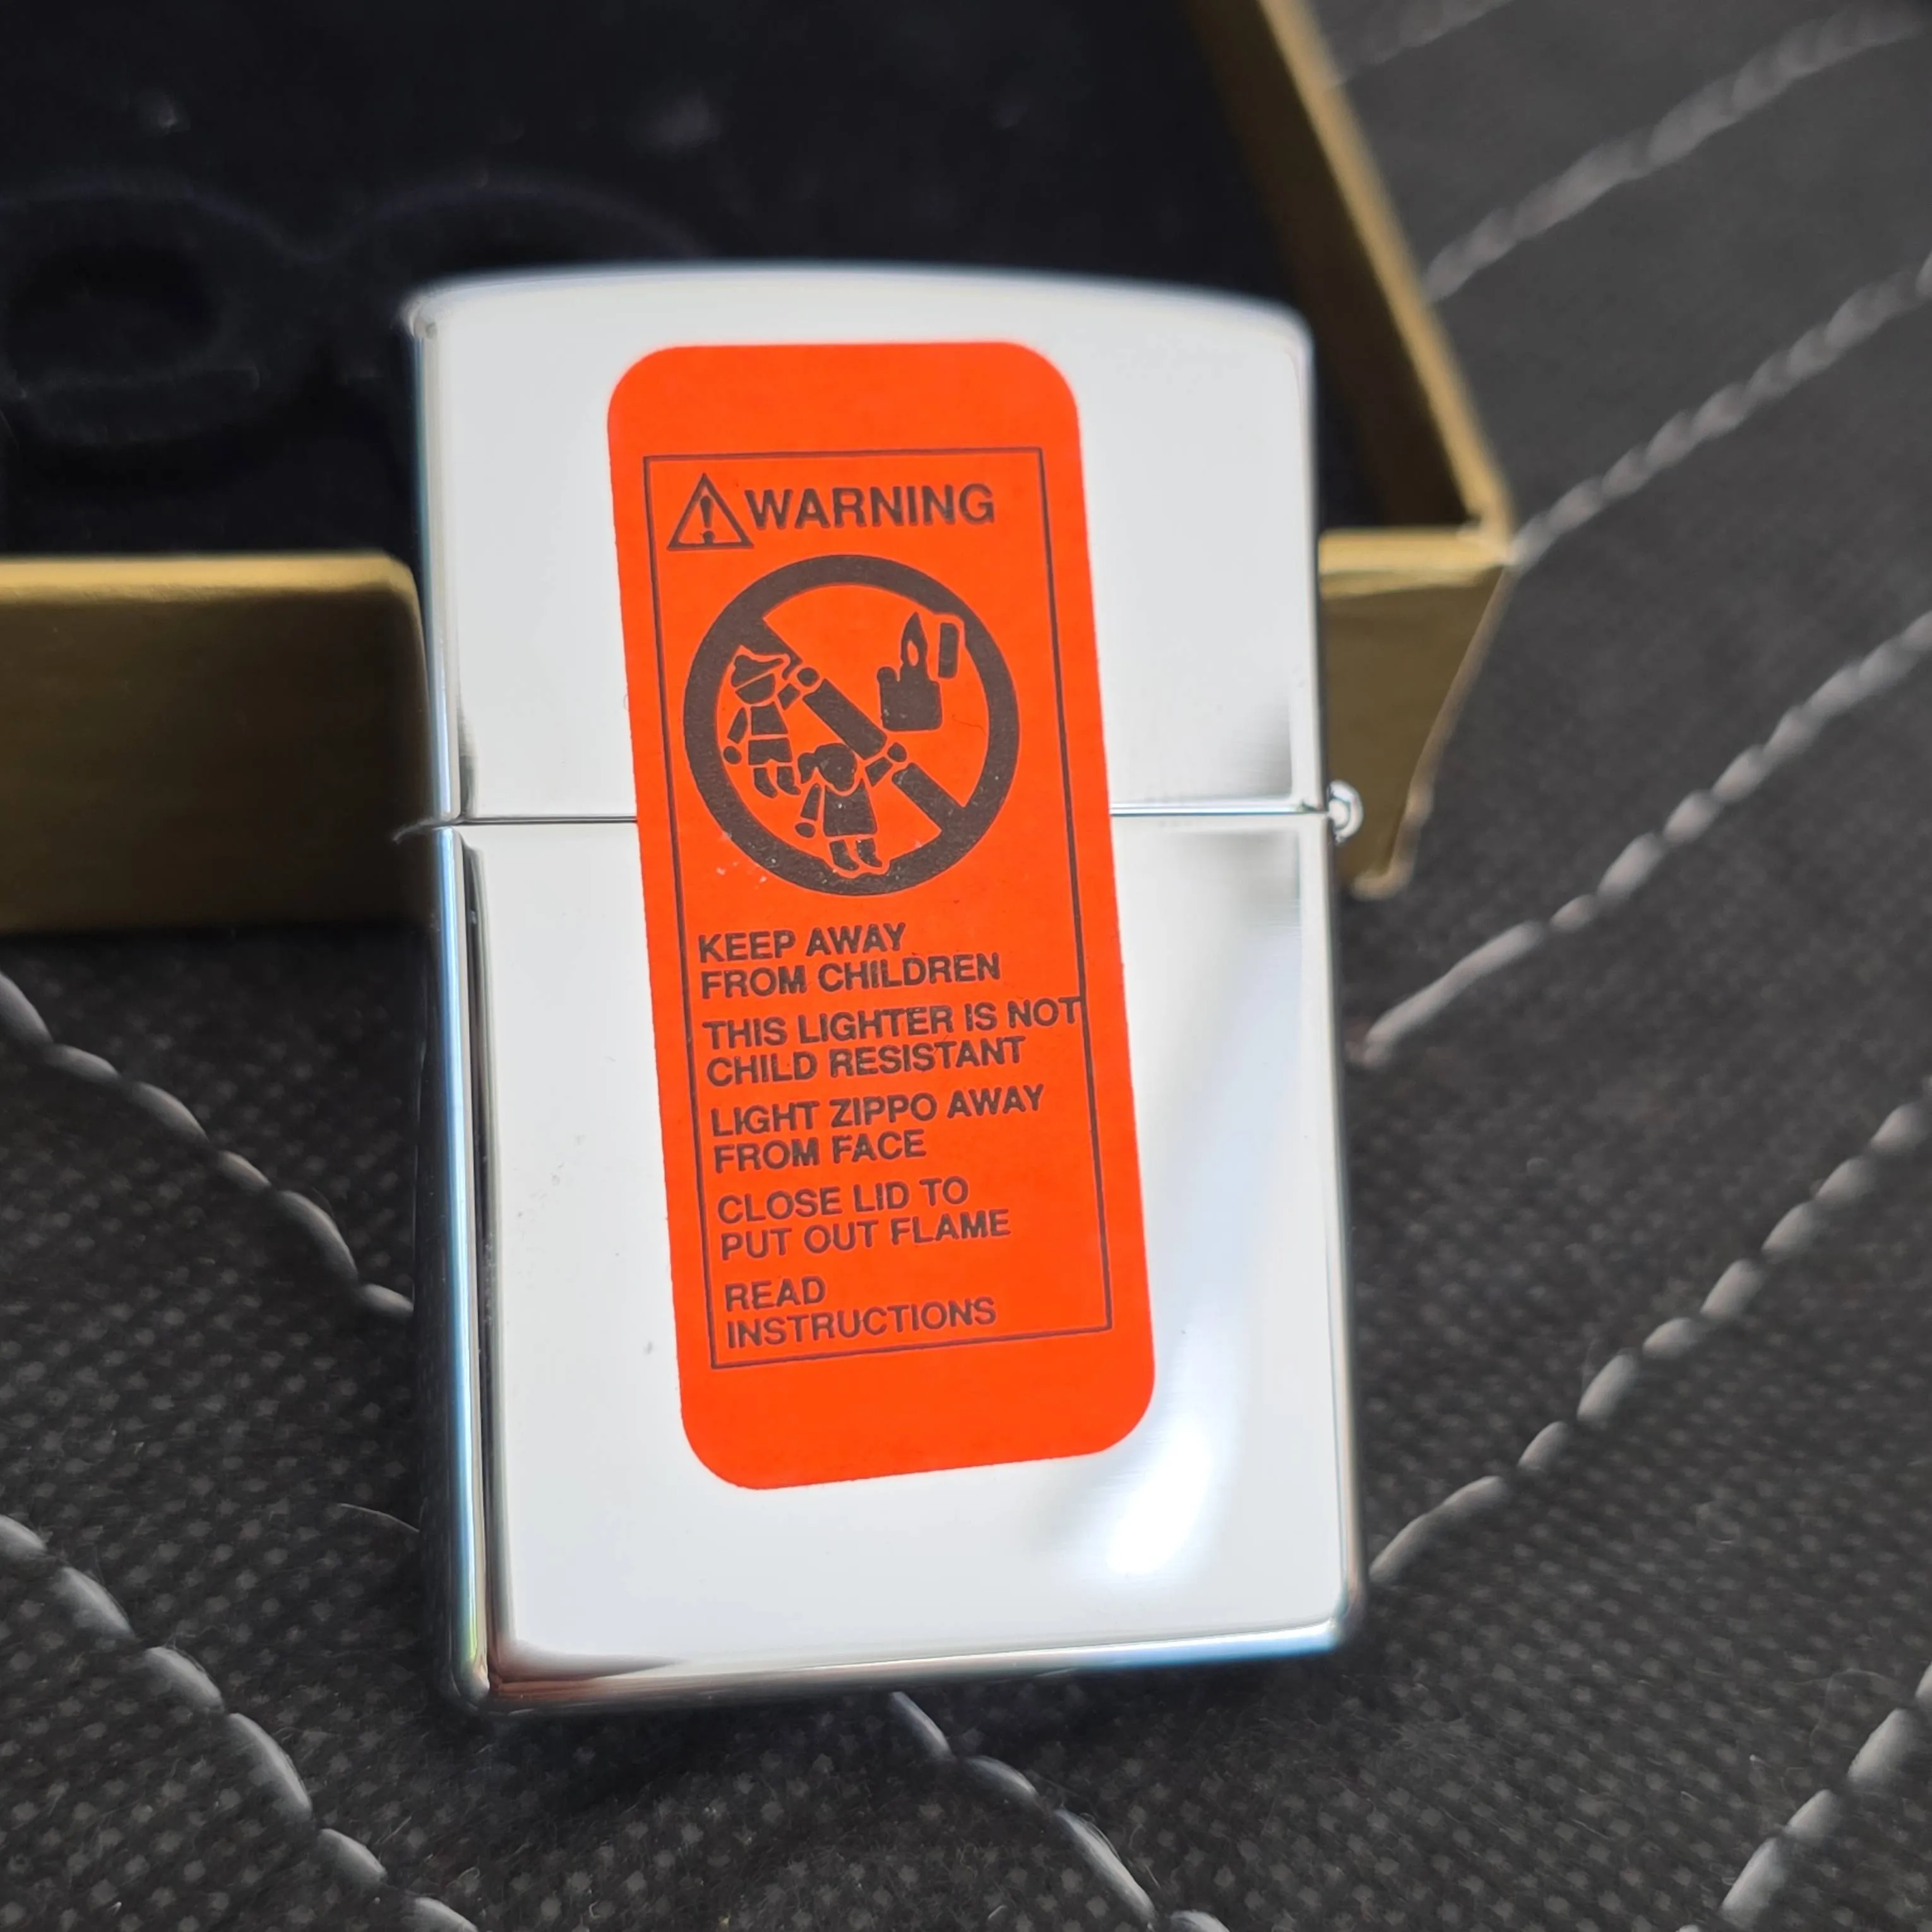 WARNING
KEEP AWAY
FROM CHILDREN
THIS LIGHTER IS NOT
CHILD RESISTANT
LIGHT ZIPPO AWAY
FROM FACE
CLOSE LID TO
PUT OUT FLAME
READ
INSTRUCTIONS